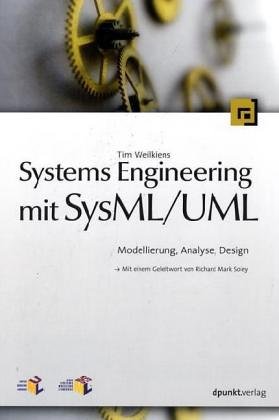 Tim Weilkiens
Systems Engineering
mit SysML/UML
Modellierung, Analyse, Design
→ Mit einem Geleitwort von Richard Mark Soley
dpunkt.verlag